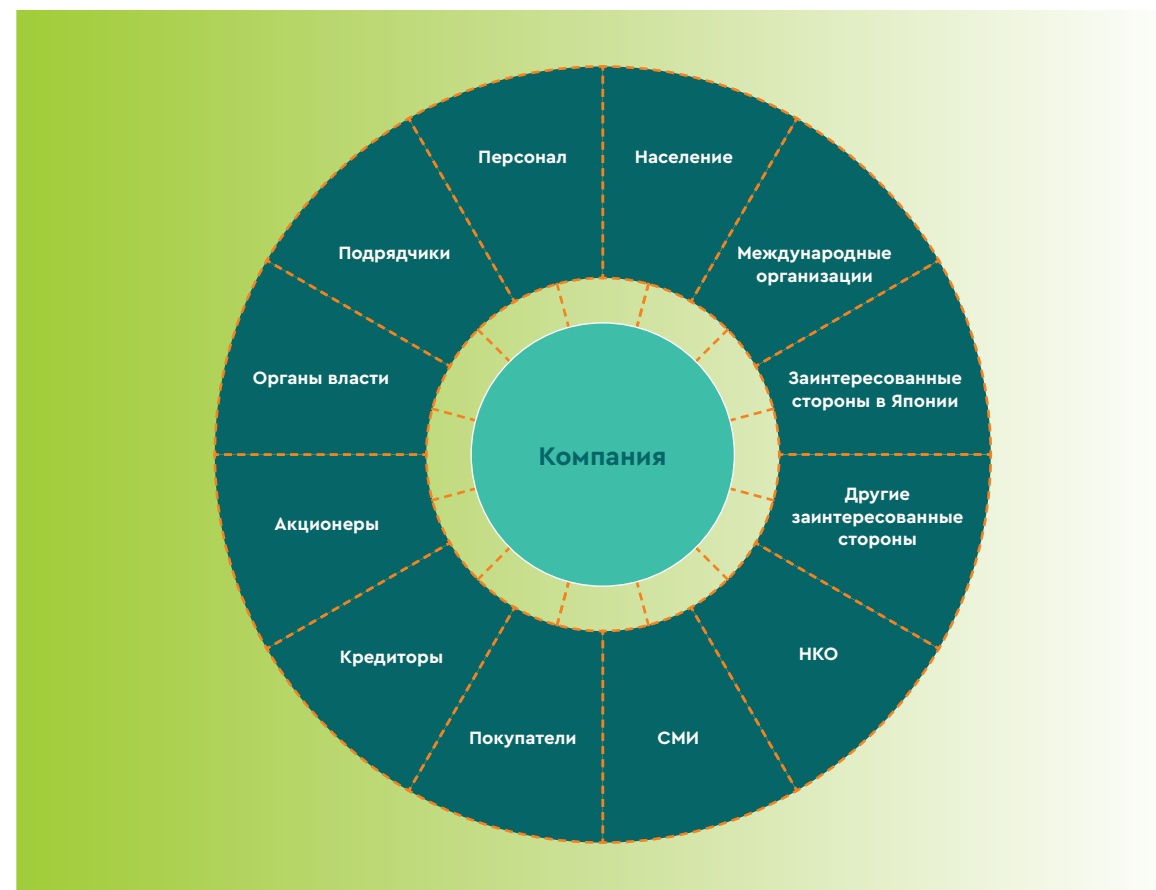 Персонал
Население
Подрядчики
Международные
организации
Органы власти
Заинтересованные
стороны в Японии
Компания
Акционеры
Другие
заинтересованные
стороны
Кредиторы
НКО
Покупатели
СМИ